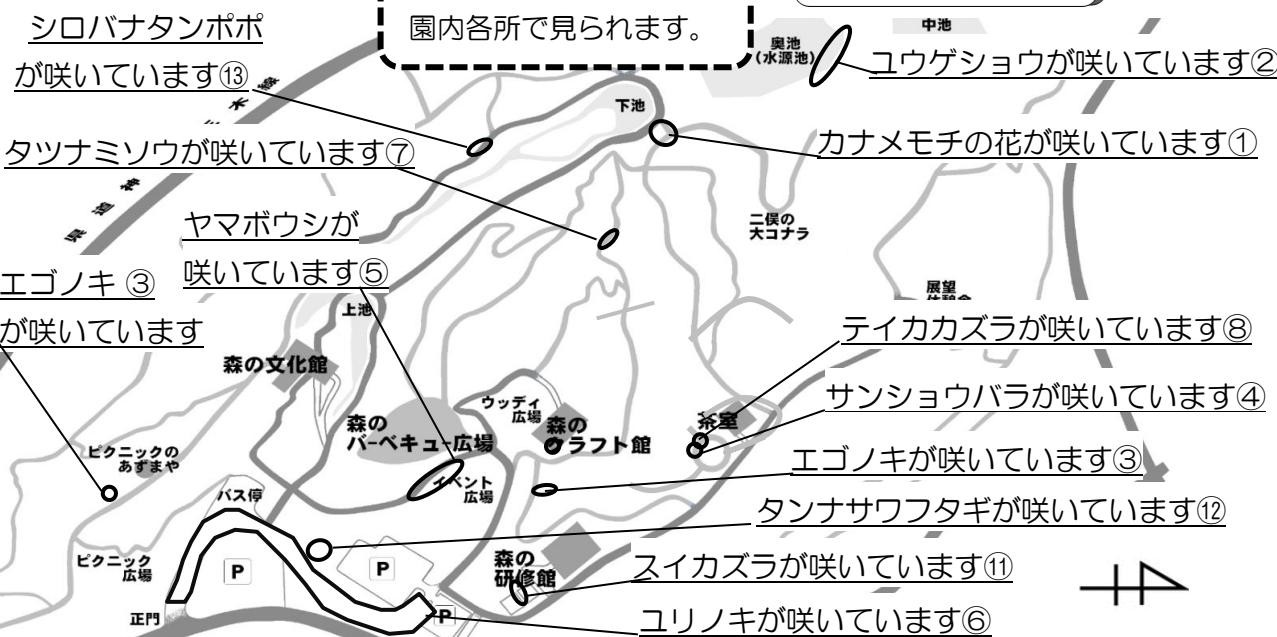 シロバナタンポポ
が咲いています⑬
園内各所で見られます。
中池
奥池
(水源池)
ユウゲショウが咲いています②
下池
カナメモチの花が咲いています①
タツナミソウが咲いています⑦
県道神
木線
二俣の
大コナラ
ヤマボウシが
咲いています⑤
エゴノキ ③
が咲いています
展望
上池
テイカカズラが咲いています⑧
森の文化館
サンショウバラが咲いています④
ウッディ
広場
森の
バーベキュー広場
森の
クラフト館
茶室
ピクニックの
あずまや
エゴノキが咲いています③
イベント
広場
バス停
タンナサワフタギが咲いています⑫
ピクニック
広場
P
P
森の
研修館
スイカズラが咲いています⑪
正門
P
ユリノキが咲いています⑥